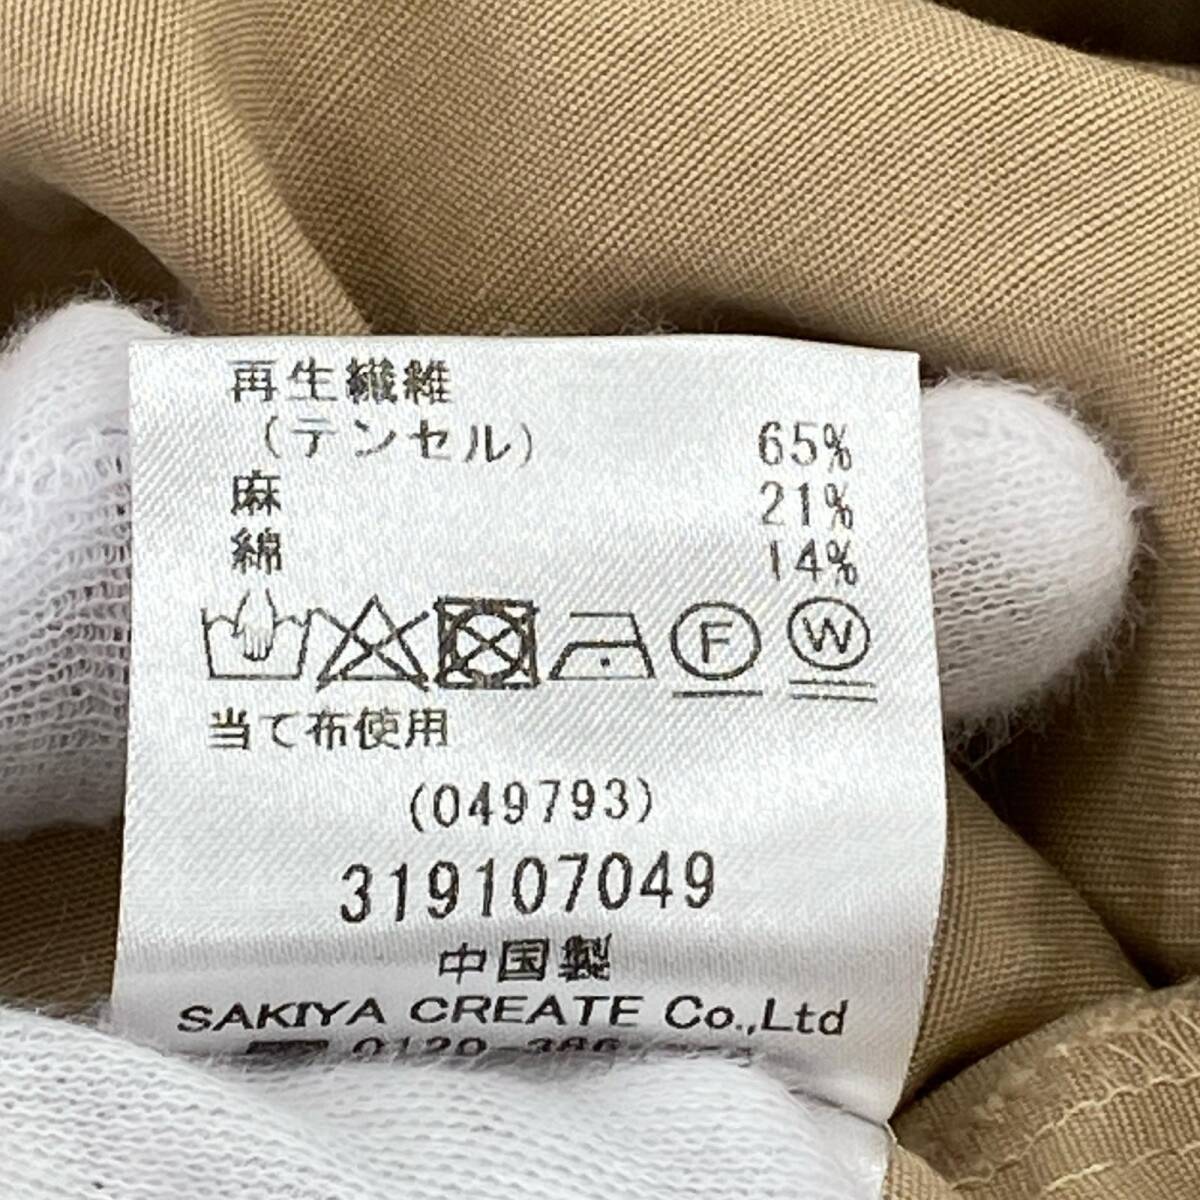 再生繊維
(テンセル) 65%
麻 21%
綿 14%
F W
当て布使用
(049793)
319107049
中国製
SAKIYA CREATE Co.,Ltd